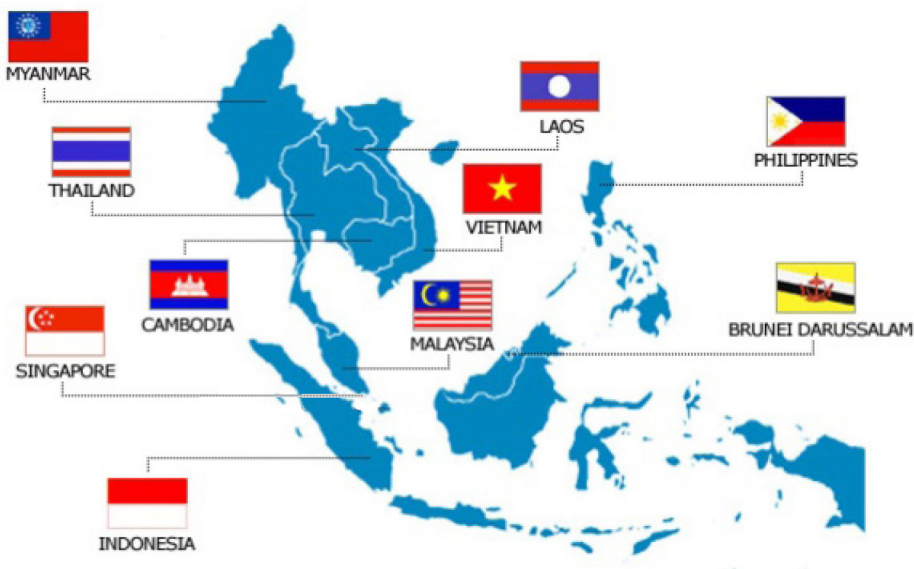 MYANMAR
LAOS
PHILIPPINES
THAILAND
VIETNAM
CAMBODIA
BRUNEI DARUSSALAM
MALAYSIA
SINGAPORE
INDONESIA